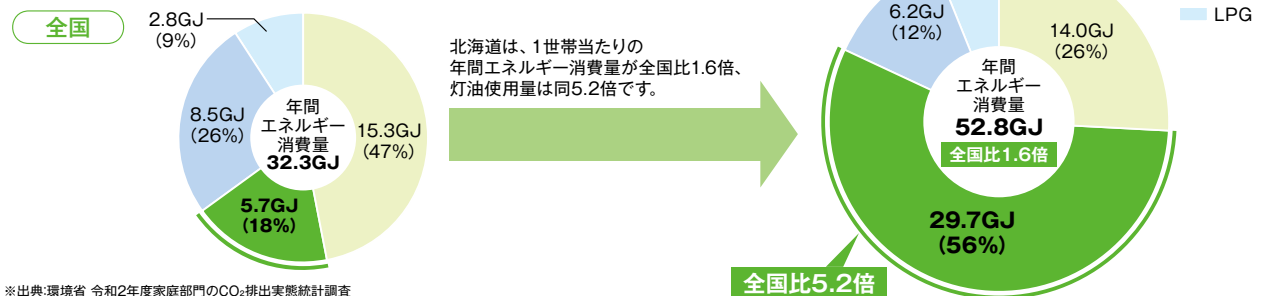 全国
2.8GJ
(9%)
8.5GJ
(26%)
15.3GJ
(47%)
5.7GJ
(18%)
年間
エネルギー
消費量
32.3GJ
北海道は、1世帯当たりの
年間エネルギー消費量が全国比1.6倍、
灯油使用量は同5.2倍です。
6.2GJ
(12%)
14.0GJ
(26%)
年間
エネルギー
消費量
52.8GJ
全国比1.6倍
29.7GJ
(56%)
全国比5.2倍
LPG
※出典:環境省 令和2年度家庭部門のCO₂排出実態統計調査